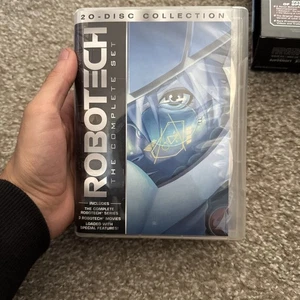 20-DISC COLLECTION
ROBOTECH
THE COMPLETE SET
INCLUDES
THE COMPLETE
ROBOTECH SERIES
3 ROBOTECH MOVIES
LOADED WITH
SPECIAL FEATURES!